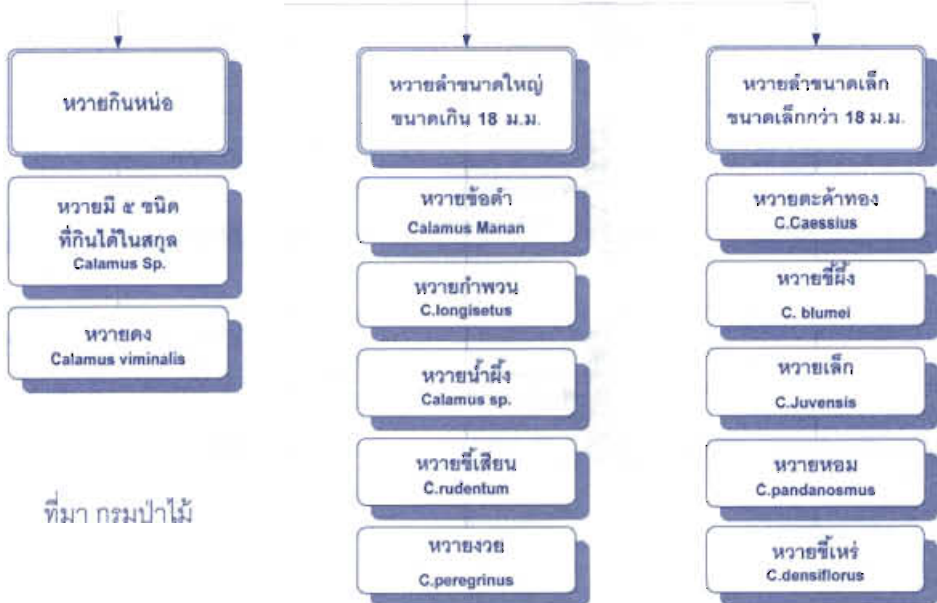 หวายกินหน่อ
หวายมี ๕ ชนิด
ที่กินได้ในสกุล
Calamus Sp.
หวายดง
Calamus viminalis
ที่มา กรมป่าไม้
หวายลำขนาดใหญ่
ขนาดเกิน 18 ม.ม.
หวายข้อดำ
Calamus Manan
หวายกำพวน
C.longisetus
หวายน้ำผึ้ง
Calamus sp.
หวายขี้เสียน
C.rudentum
หวายงวย
C.peregrinus
หวายลำขนาดเล็ก
ขนาดเล็กกว่า 18 ม.ม.
หวายตะค้าทอง
C.Caessius
หวายขี้ผึ้ง
C. blumei
หวายเล็ก
C.Juvensis
หวายหอม
C.pandanosmus
หวายขี้เหร่
C.densiflorus